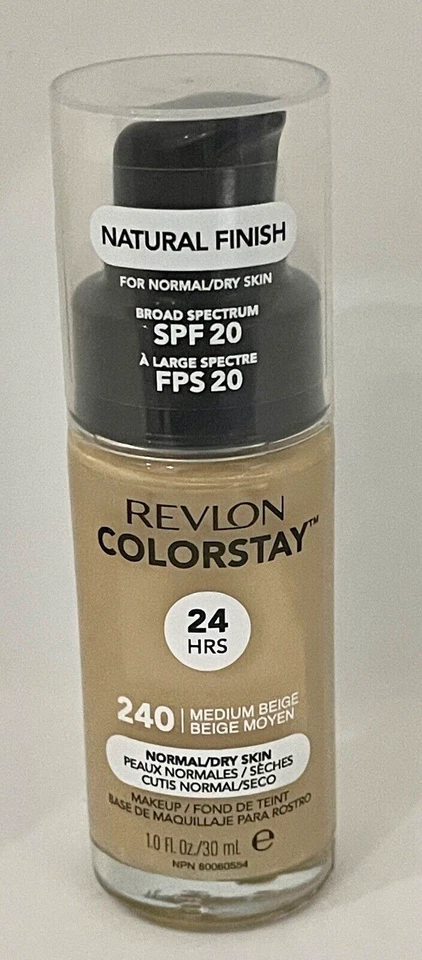 NATURAL FINISH
FOR NORMAL/DRY SKIN
BROAD SPECTRUM
SPF 20
À LARGE SPECTRE
FPS 20
REVLON
COLORSTAY™
24
HRS
240 | MEDIUM BEIGE
BEIGE MOYEN
NORMAL/DRY SKIN
PEAUX NORMALES / SÈCHES
CUTIS NORMAL/SECO
MAKEUP / FOND DE TEINT
BASE DE MAQUILLAJE PARA ROSTRO
1.0 Fl. Oz./30 mL e
NPN 80060554